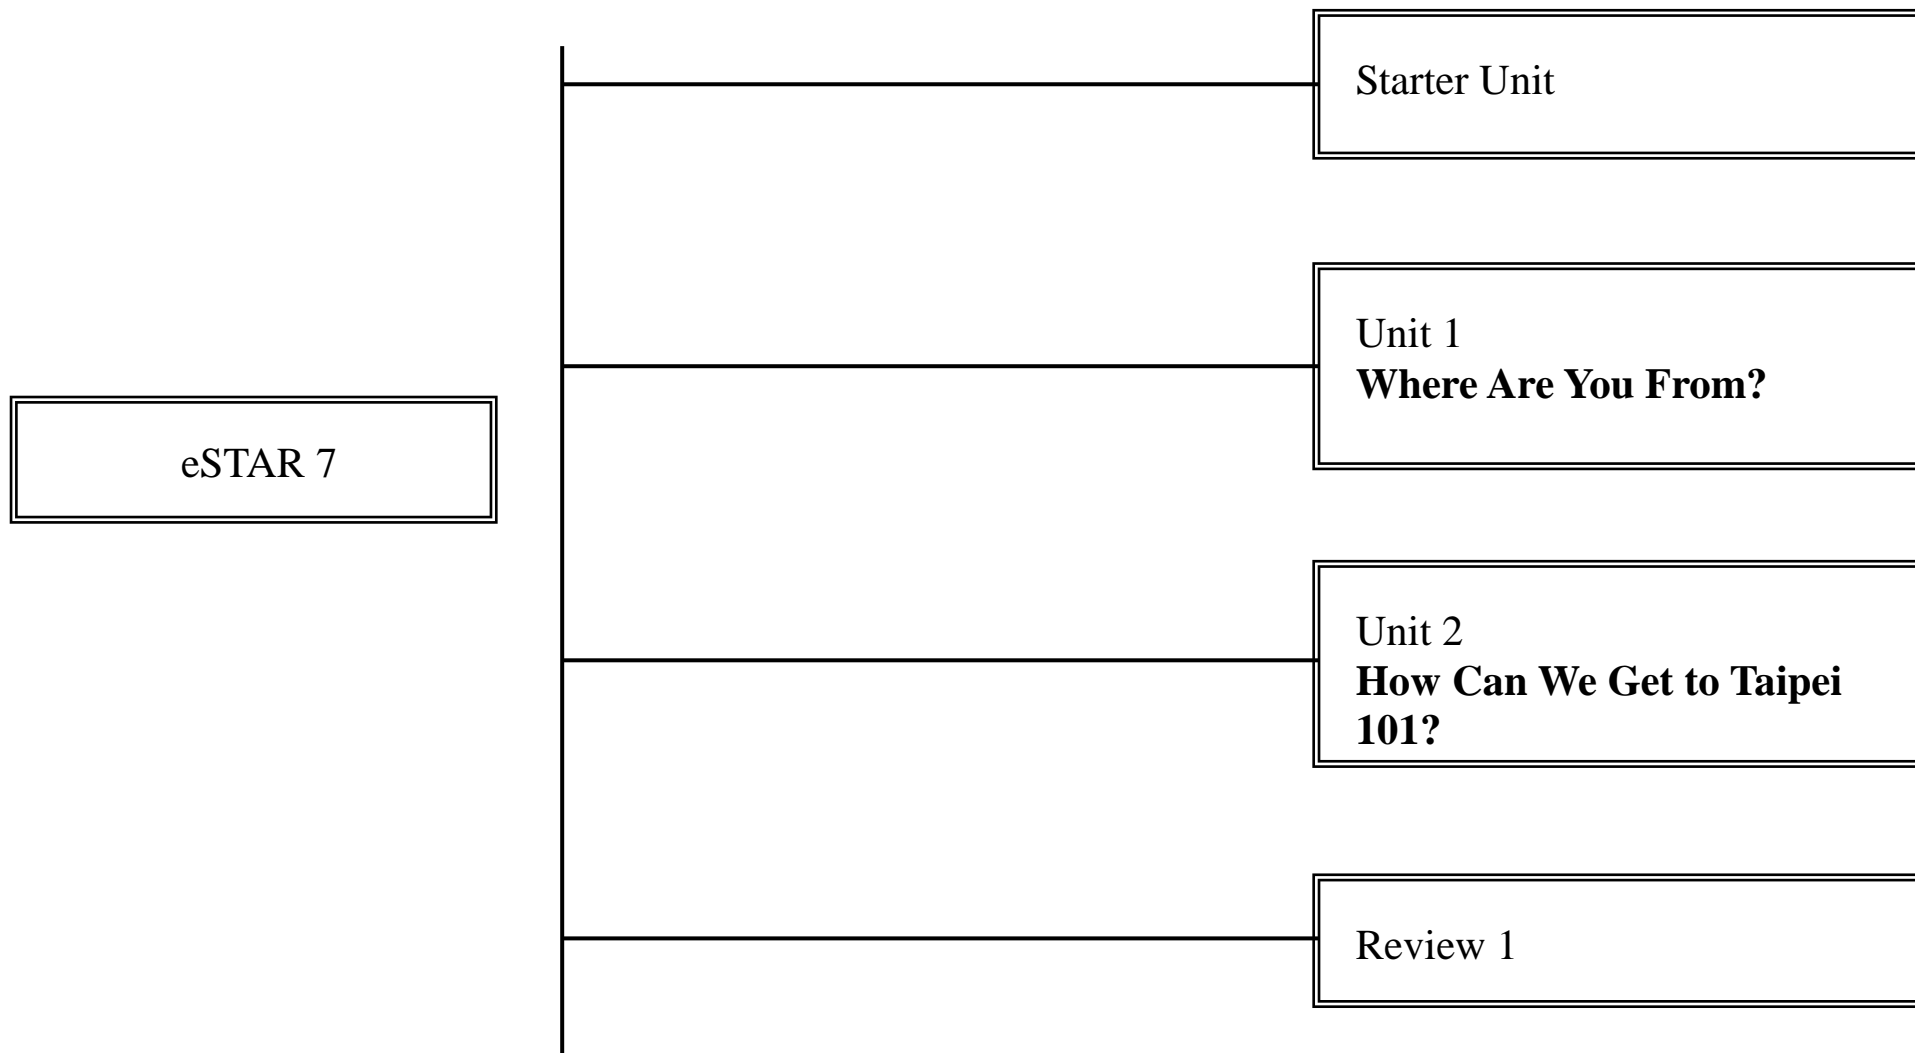 Starter Unit
Unit 1
Where Are You From?
eSTAR 7
Unit 2
How Can We Get to Taipei
101?
Review 1